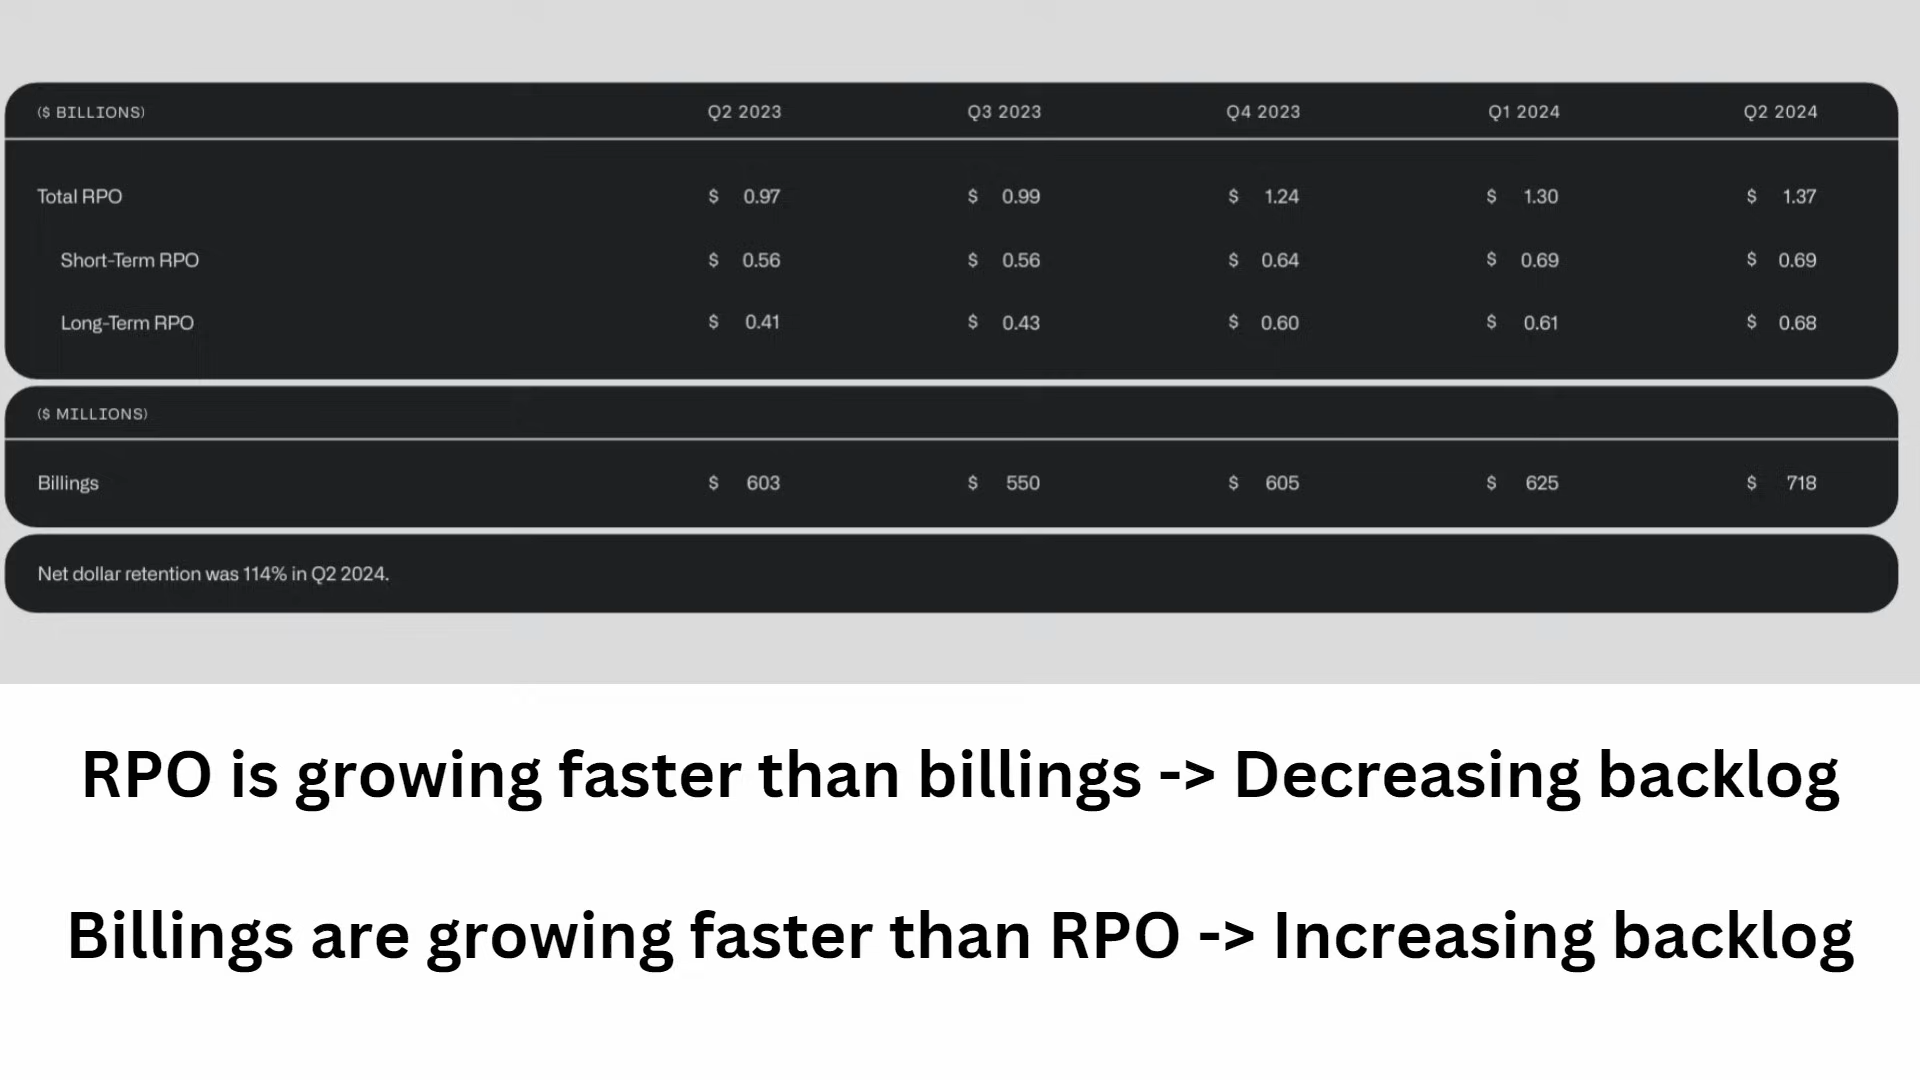 ($ BILLIONS) Q2 2023 Q3 2023 Q4 2023 Q1 2024 Q2 2024
Total RPO $ 0.97 $ 0.99 $ 1.24 $ 1.30 $ 1.37
Short-Term RPO $ 0.56 $ 0.56 $ 0.64 $ 0.69 $ 0.69
Long-Term RPO $ 0.41 $ 0.43 $ 0.60 $ 0.61 $ 0.68
($ MILLIONS)
Billings $ 603 $ 550 $ 605 $ 625 $ 718
Net dollar retention was 114% in Q2 2024.
RPO is growing faster than billings -> Decreasing backlog
Billings are growing faster than RPO -> Increasing backlog